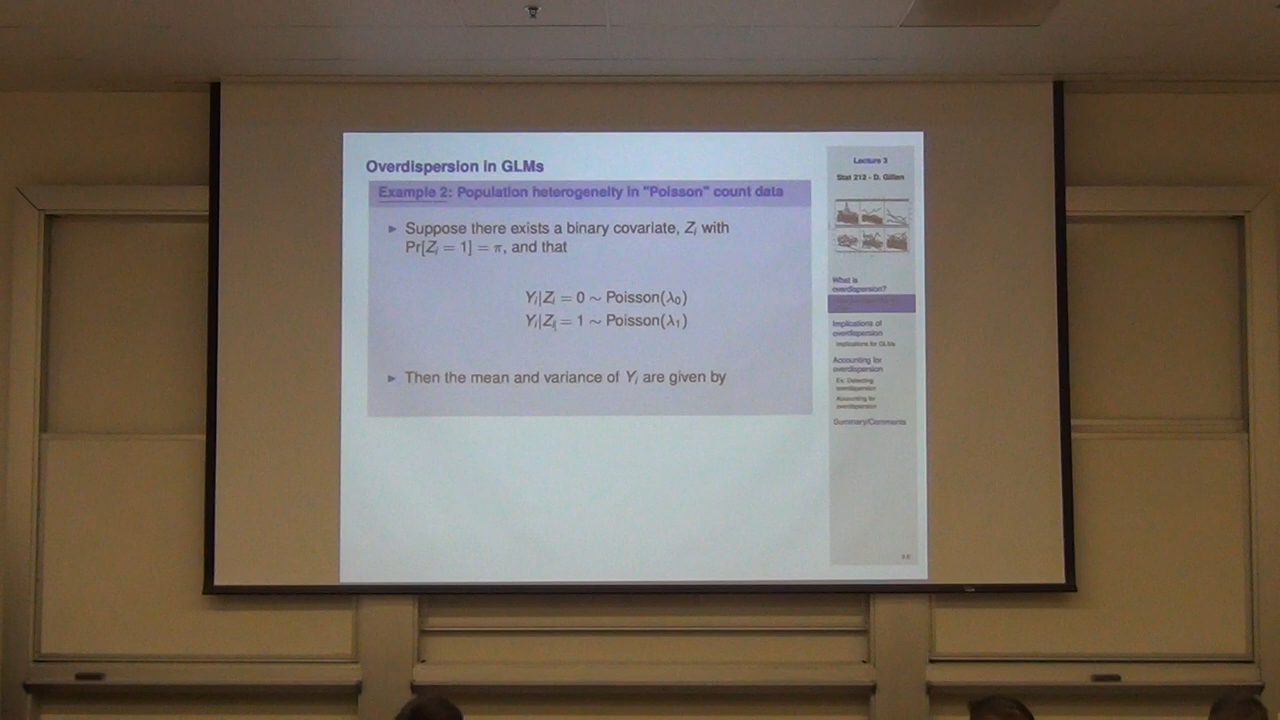 Overdispersion in GLMs
Example 2: Population heterogeneity in "Poisson" count data
► Suppose there exists a binary covariate, Zᵢ with
Pr[Zᵢ = 1] = π, and that
Yᵢ|Zᵢ = 0 ~ Poisson(λ₀)
Yᵢ|Zᵢ = 1 ~ Poisson(λ₁)
► Then the mean and variance of Yᵢ are given by
Lecture 3
Stat 212 - D. Gillen
What is
overdispersion?
Implications of
overdispersion
Implications for GLMs
Accounting for
overdispersion
Ex: Detecting
overdispersion
Accounting for
overdispersion
Summary/Comments